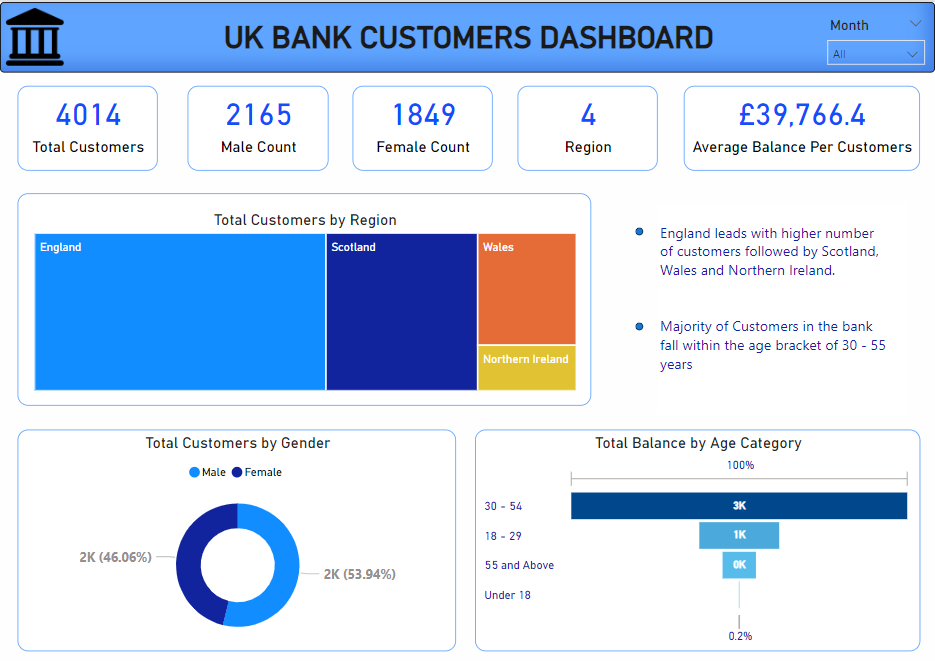 UK BANK CUSTOMERS DASHBOARD
Month
All
4014
Total Customers
2165
Male Count
1849
Female Count
4
Region
£39,766.4
Average Balance Per Customers
Total Customers by Region
England
Scotland
Wales
Northern Ireland
England leads with higher number
of customers followed by Scotland,
Wales and Northern Ireland.
Majority of Customers in the bank
fall within the age bracket of 30 - 55
years
Total Customers by Gender
Male
Female
2K (46.06%)
2K (53.94%)
Total Balance by Age Category
100%
30 - 54
3K
18 - 29
1K
55 and Above
0K
Under 18
0.2%